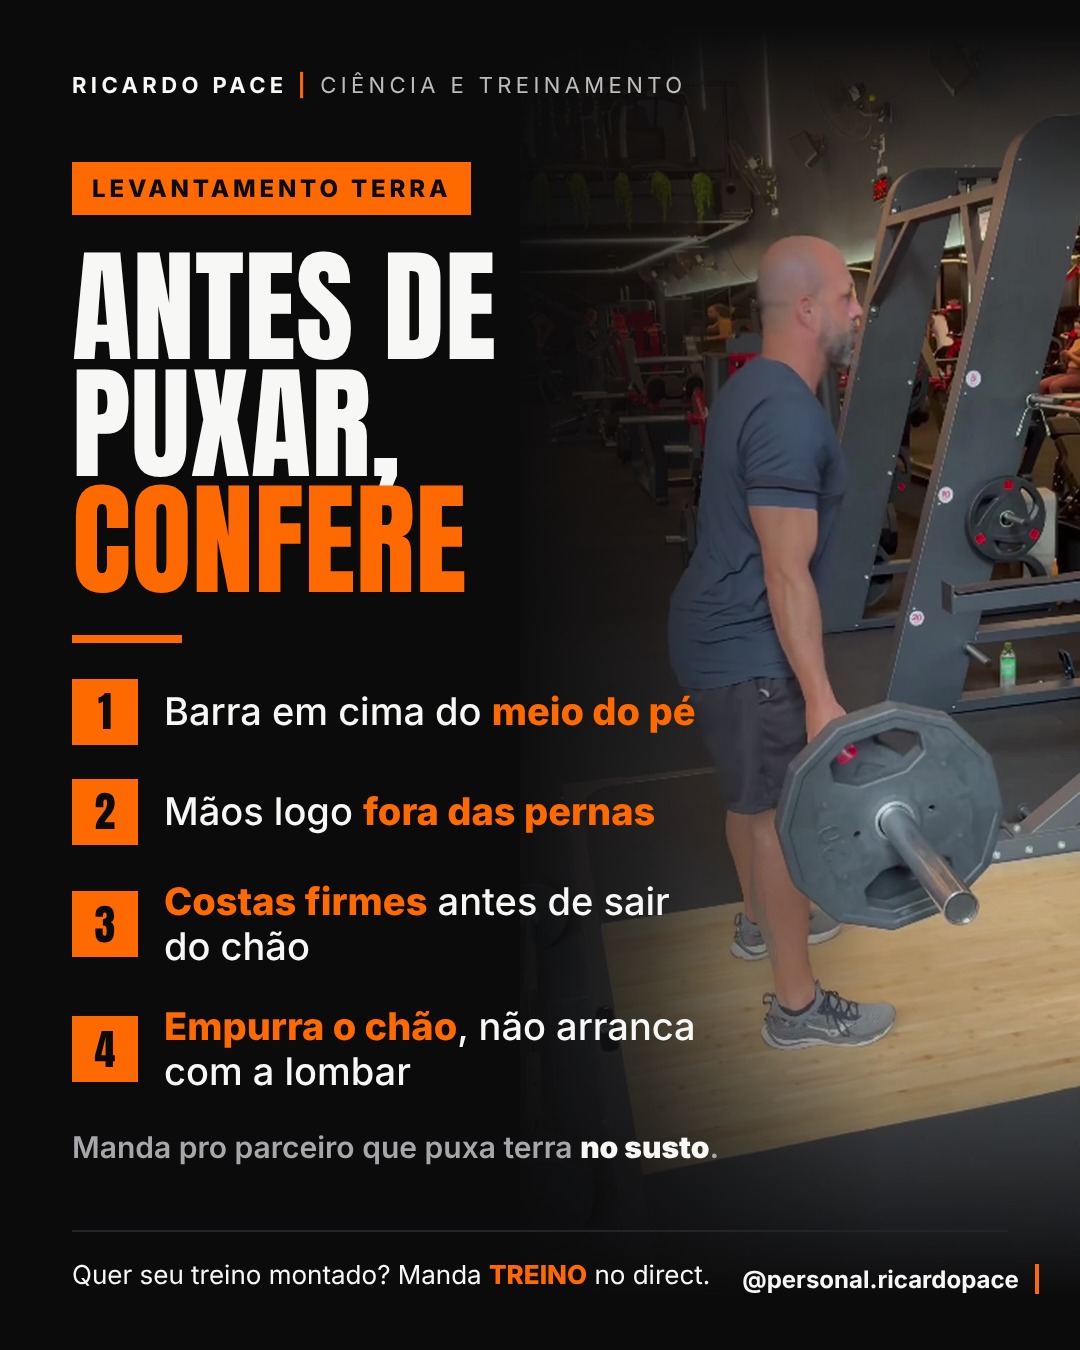 RICARDO PACE | CIÊNCIA E TREINAMENTO
LEVANTAMENTO TERRA
ANTES DE
PUXAR,
CONFERE
1 Barra em cima do meio do pé
2 Mãos logo fora das pernas
3 Costas firmes antes de sair
do chão
4 Empurra o chão, não arranca
com a lombar
Manda pro parceiro que puxa terra no susto.
Quer seu treino montado? Manda TREINO no direct.
@personal.ricardopace